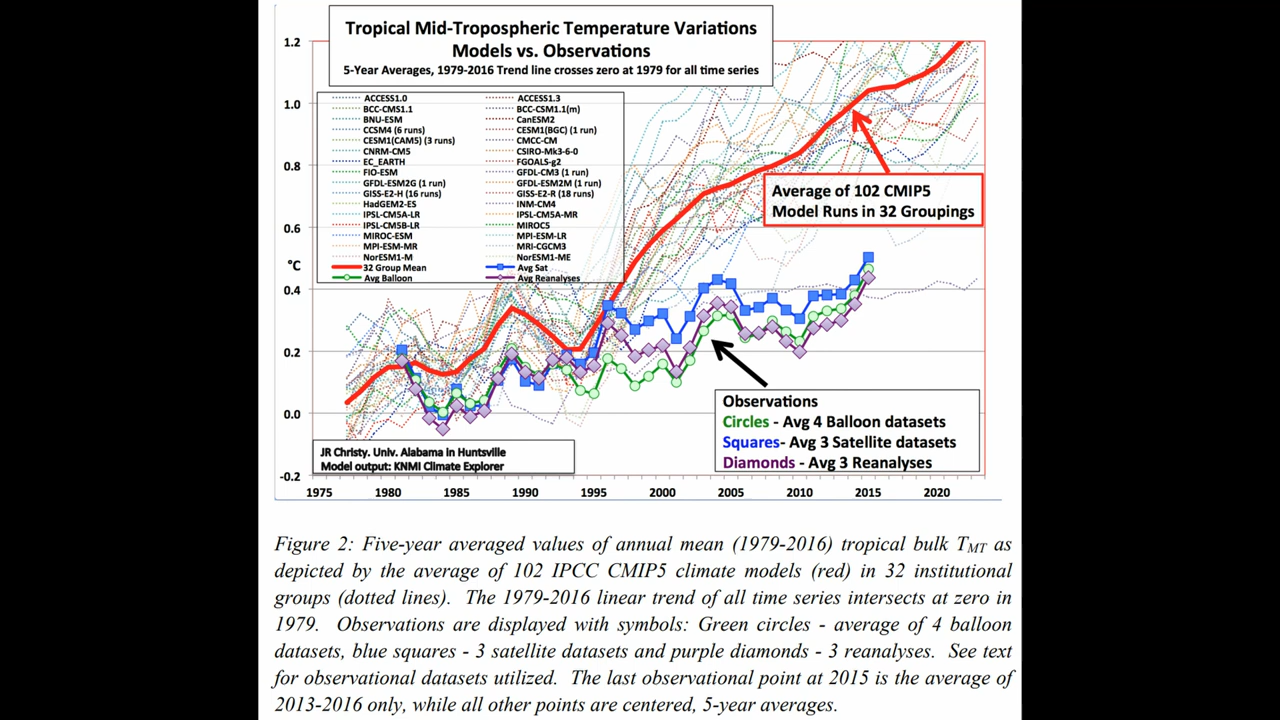 Tropical Mid-Tropospheric Temperature Variations
Models vs. Observations
5-Year Averages, 1979-2016 Trend line crosses zero at 1979 for all time series
1.2
1.0
0.8
0.6
°C
0.4
0.2
0.0
-0.2
ACCESS1.0 ACCESS1.3
BCC-CMS1.1 BCC-CSM1.1(m)
BNU-ESM CanESM2
CCSM4 (6 runs) CESM1(BGC) (1 run)
CESM1(CAM5) (3 runs) CMCC-CM
CNRM-CM5 CSIRO-Mk3-6-0
EC_EARTH FGOALS-g2
FIO-ESM GFDL-CM3 (1 run)
GFDL-ESM2G (1 run) GFDL-ESM2M (1 run)
GISS-E2-H (16 runs) GISS-E2-R (18 runs)
HadGEM2-ES INM-CM4
IPSL-CM5A-LR IPSL-CM5A-MR
IPSL-CM5B-LR MIROC5
MIROC-ESM MPI-ESM-LR
MPI-ESM-MR MRI-CGCM3
NorESM1-M NorESM1-ME
32 Group Mean Avg Sat
Avg Balloon Avg Reanalyses
Average of 102 CMIP5
Model Runs in 32 Groupings
Observations
Circles - Avg 4 Balloon datasets
Squares- Avg 3 Satellite datasets
Diamonds - Avg 3 Reanalyses
JR Christy. Univ. Alabama in Huntsville
Model output: KNMI Climate Explorer
1975 1980 1985 1990 1995 2000 2005 2010 2015 2020
Figure 2: Five-year averaged values of annual mean (1979-2016) tropical bulk TMT as
depicted by the average of 102 IPCC CMIP5 climate models (red) in 32 institutional
groups (dotted lines). The 1979-2016 linear trend of all time series intersects at zero in
1979. Observations are displayed with symbols: Green circles - average of 4 balloon
datasets, blue squares - 3 satellite datasets and purple diamonds - 3 reanalyses. See text
for observational datasets utilized. The last observational point at 2015 is the average of
2013-2016 only, while all other points are centered, 5-year averages.